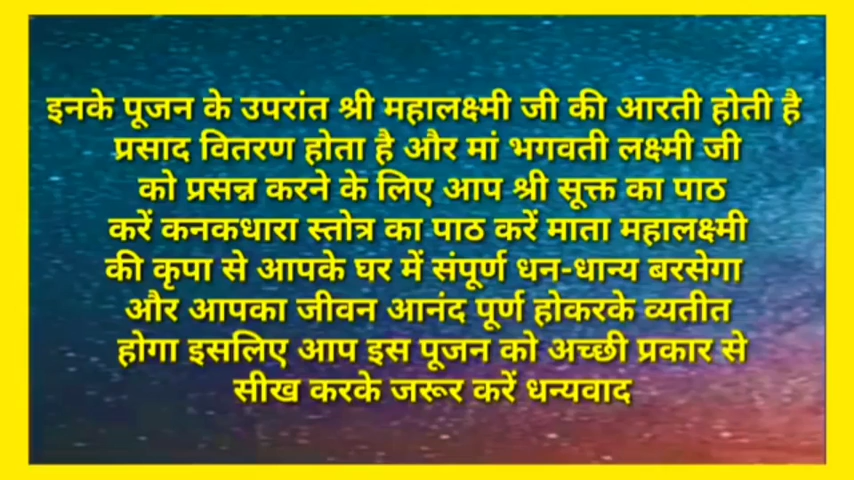 इनके पूजन के उपरांत श्री महालक्ष्मी जी की आरती होती है
प्रसाद वितरण होता है और मां भगवती लक्ष्मी जी
को प्रसन्न करने के लिए आप श्री सूक्त का पाठ
करें कनकधारा स्तोत्र का पाठ करें माता महालक्ष्मी
की कृपा से आपके घर में संपूर्ण धन-धान्य बरसेगा
और आपका जीवन आनंद पूर्ण होकरके व्यतीत
होगा इसलिए आप इस पूजन को अच्छी प्रकार से
सीख करके जरूर करें धन्यवाद